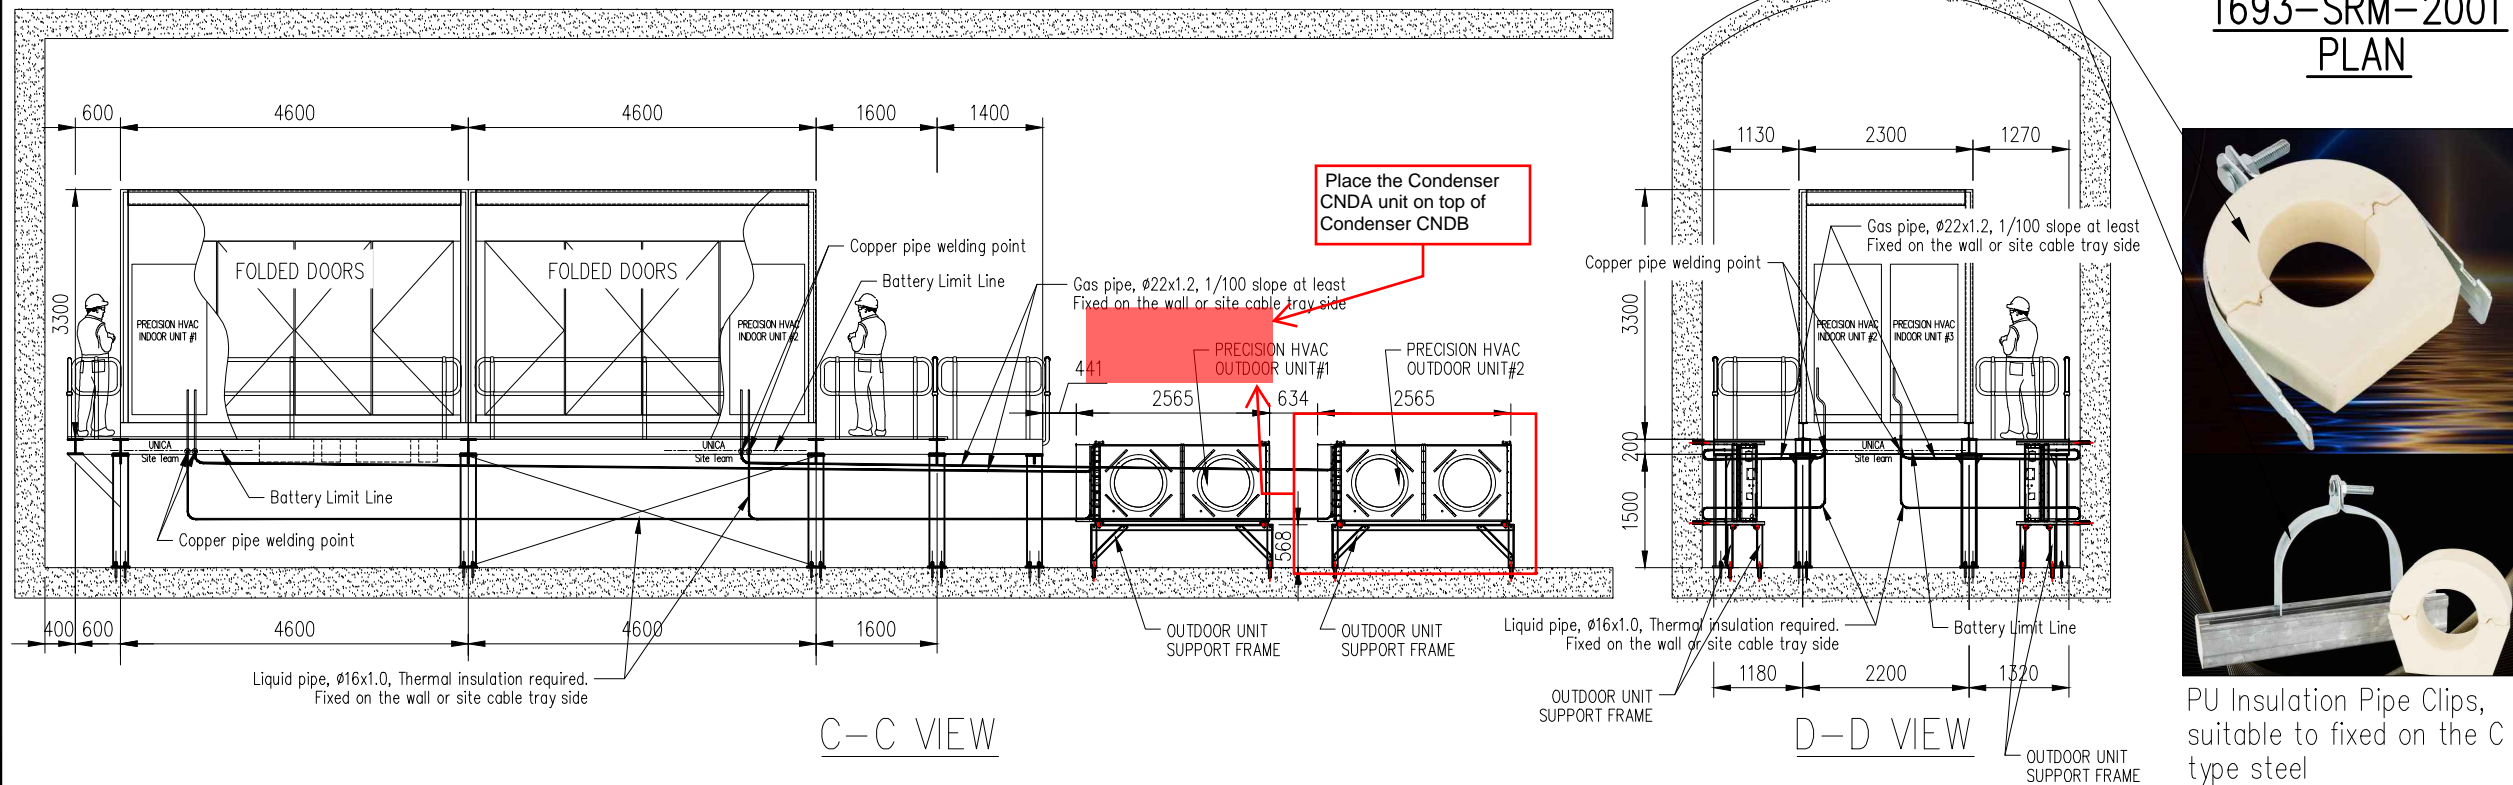 1693-SRM-2001
PLAN
600
4600
4600
1600
1400
3300
FOLDED DOORS
FOLDED DOORS
PRECISION HVAC
INDOOR UNIT #1
PRECISION HVAC
INDOOR UNIT #2
Copper pipe welding point
Battery Limit Line
Gas pipe, ø22x1.2, 1/100 slope at least
Fixed on the wall or site cable tray side
Place the Condenser
CNDA unit on top of
Condenser CNDB
PRECISION HVAC
OUTDOOR UNIT#1
PRECISION HVAC
OUTDOOR UNIT#2
441
2565
634
2565
UNICA
Site Team
UNICA
Site Team
Battery Limit Line
Copper pipe welding point
568
400
600
4600
4600
1600
OUTDOOR UNIT
SUPPORT FRAME
OUTDOOR UNIT
SUPPORT FRAME
Liquid pipe, ø16x1.0, Thermal insulation required.
Fixed on the wall or site cable tray side
C-C VIEW
1130
2300
1270
Gas pipe, ø22x1.2, 1/100 slope at least
Fixed on the wall or site cable tray side
Copper pipe welding point
3300
PRECISION HVAC
INDOOR UNIT #2
PRECISION HVAC
INDOOR UNIT #3
200
UNICA
Site Team
1500
Liquid pipe, ø16x1.0, Thermal insulation required.
Fixed on the wall or site cable tray side
Battery Limit Line
1180
2200
1320
OUTDOOR UNIT
SUPPORT FRAME
D-D VIEW
OUTDOOR UNIT
SUPPORT FRAME
PU Insulation Pipe Clips,
suitable to fixed on the C
type steel